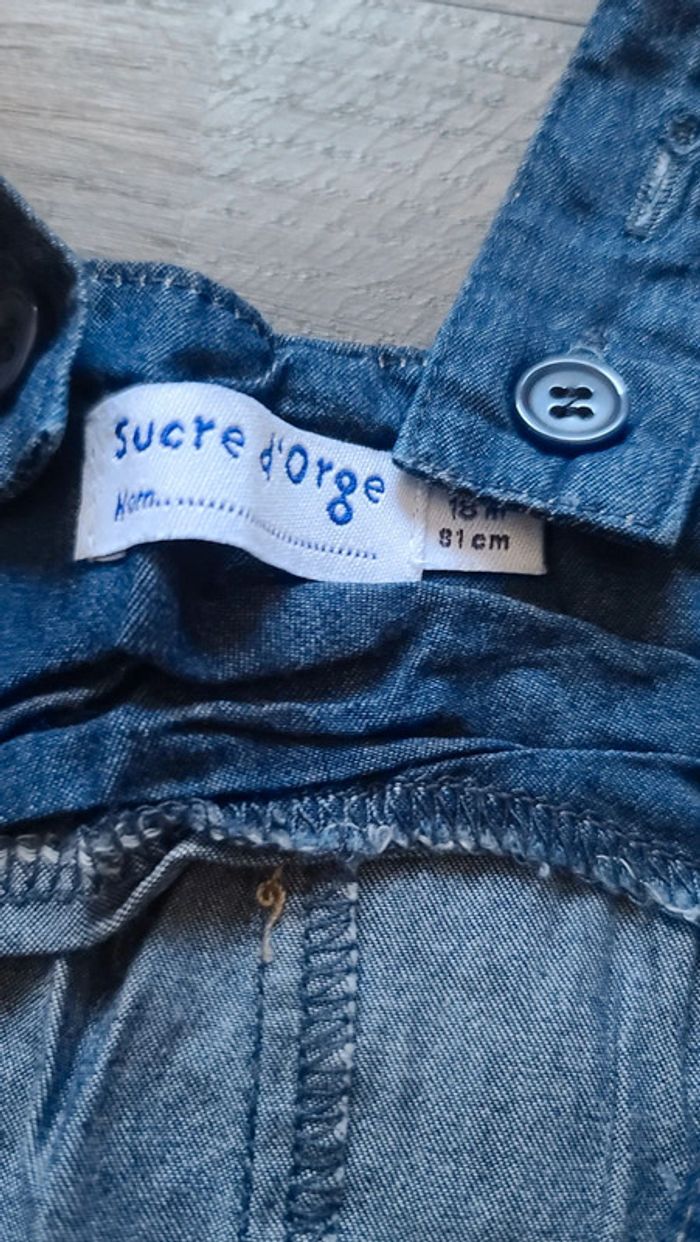 Sucre d'Orge
Nom.......................
18 m
81 cm